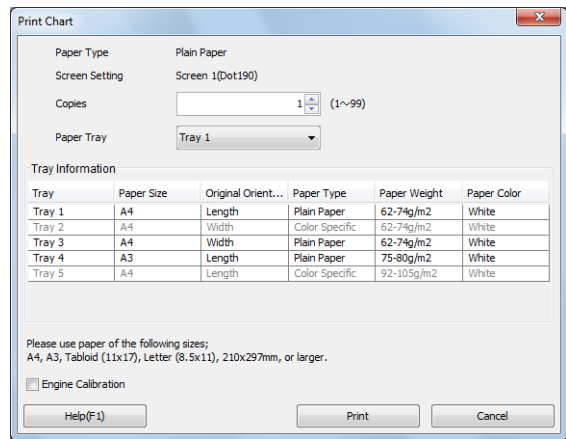 Print Chart
Paper Type Plain Paper
Screen Setting Screen 1(Dot190)
Copies 1 (1~99)
Paper Tray Tray 1
Tray Information
Tray Paper Size Original Orient... Paper Type Paper Weight Paper Color
Tray 1 A4 Length Plain Paper 62-74g/m2 White
Tray 2 A4 Width Color Specific 62-74g/m2 White
Tray 3 A4 Width Plain Paper 62-74g/m2 White
Tray 4 A3 Length Plain Paper 75-80g/m2 White
Tray 5 A4 Length Color Specific 92-105g/m2 White
Please use paper of the following sizes;
A4, A3, Tabloid (11x17), Letter (8.5x11), 210x297mm, or larger.
Engine Calibration
Help(F1) Print Cancel